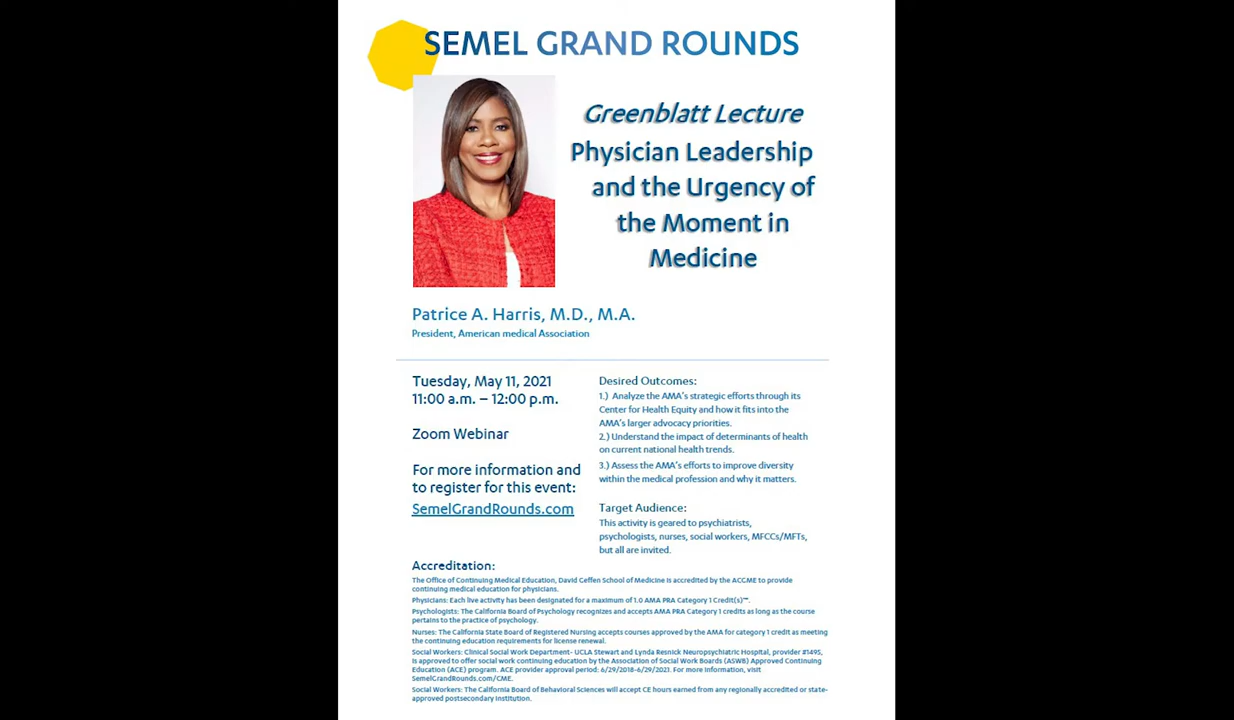 SEMEL GRAND ROUNDS
Greenblatt Lecture
Physician Leadership
and the Urgency of
the Moment in
Medicine
Patrice A. Harris, M.D., M.A.
President, American medical Association
Tuesday, May 11, 2021
11:00 a.m. – 12:00 p.m.
Zoom Webinar
For more information and
to register for this event:
SemelGrandRounds.com
Desired Outcomes:
1.) Analyze the AMA's strategic efforts through its
Center for Health Equity and how it fits into the
AMA's larger advocacy priorities.
2.) Understand the impact of determinants of health
on current national health trends.
3.) Assess the AMA's efforts to improve diversity
within the medical profession and why it matters.
Target Audience:
This activity is geared to psychiatrists,
psychologists, nurses, social workers, MFCCs/MFTs,
but all are invited.
Accreditation:
The Office of Continuing Medical Education, David Geffen School of Medicine is accredited by the ACCME to provide
continuing medical education for physicians.
Physicians: Each live activity has been designated for a maximum of 1.0 AMA PRA Category 1 Credit(s)™.
Psychologists: The California Board of Psychology recognizes and accepts AMA PRA Category 1 credits as long as the course
pertains to the practice of psychology.
Nurses: The California State Board of Registered Nursing accepts courses approved by the AMA for category 1 credit as meeting
the continuing education requirements for license renewal.
Social Workers: Clinical Social Work Department- UCLA Stewart and Lynda Resnick Neuropsychiatric Hospital, provider #1495,
is approved to offer social work continuing education by the Association of Social Work Boards (ASWB) Approved Continuing
Education (ACE) program. ACE provider approval period: 6/29/2018-6/29/2021. For more information, visit
SemelGrandRounds.com/CME.
Social Workers: The California Board of Behavioral Sciences will accept CE hours earned from any regionally accredited or state-
approved postsecondary institution.